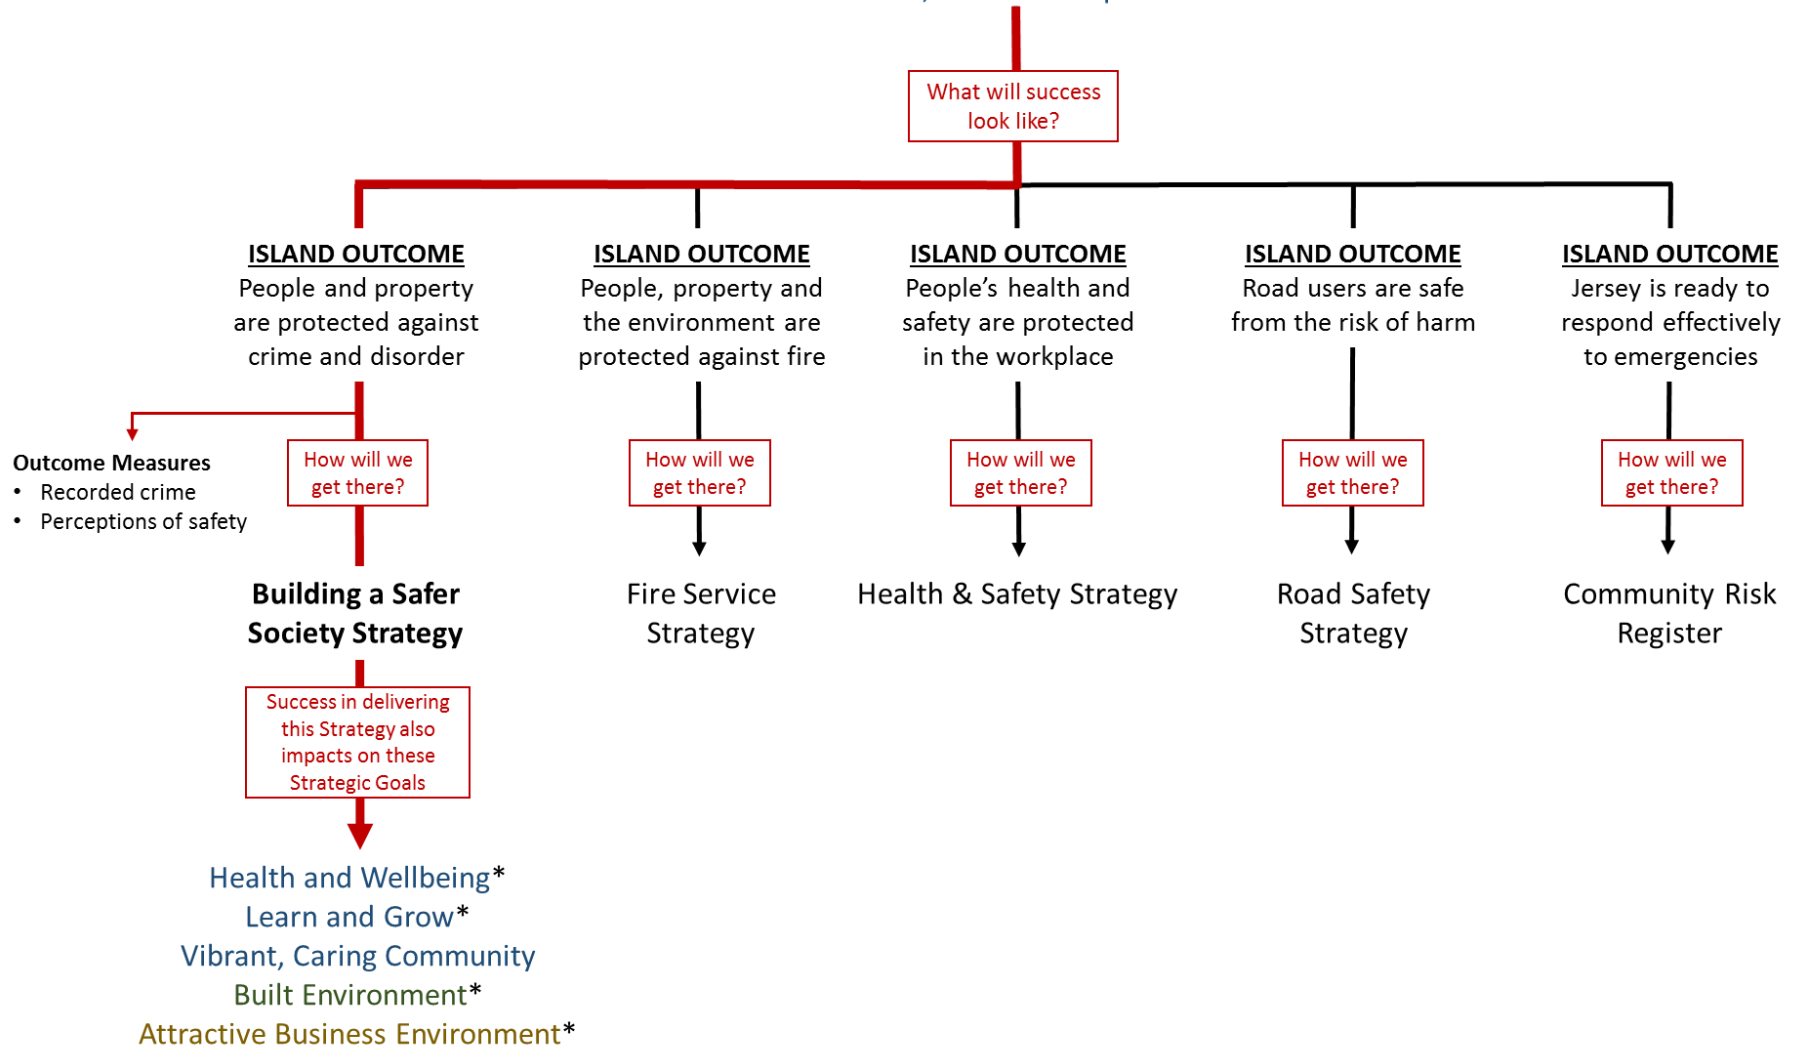 What will success
look like?
ISLAND OUTCOME
People and property
are protected against
crime and disorder
ISLAND OUTCOME
People, property and
the environment are
protected against fire
ISLAND OUTCOME
People’s health and
safety are protected
in the workplace
ISLAND OUTCOME
Road users are safe
from the risk of harm
ISLAND OUTCOME
Jersey is ready to
respond effectively
to emergencies
Outcome Measures
• Recorded crime
• Perceptions of safety
How will we
get there?
How will we
get there?
How will we
get there?
How will we
get there?
How will we
get there?
Building a Safer
Society Strategy
Fire Service
Strategy
Health & Safety Strategy
Road Safety
Strategy
Community Risk
Register
Success in delivering
this Strategy also
impacts on these
Strategic Goals
Health and Wellbeing*
Learn and Grow*
Vibrant, Caring Community
Built Environment*
Attractive Business Environment*